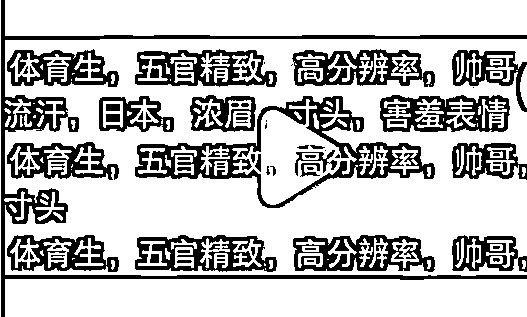 体育生，五官精致，高分辨率，帅哥
流汗，日本，浓眉，寸头，害羞表情
体育生，五官精致，高分辨率，帅哥，
寸头
体育生，五官精致，高分辨率，帅哥，